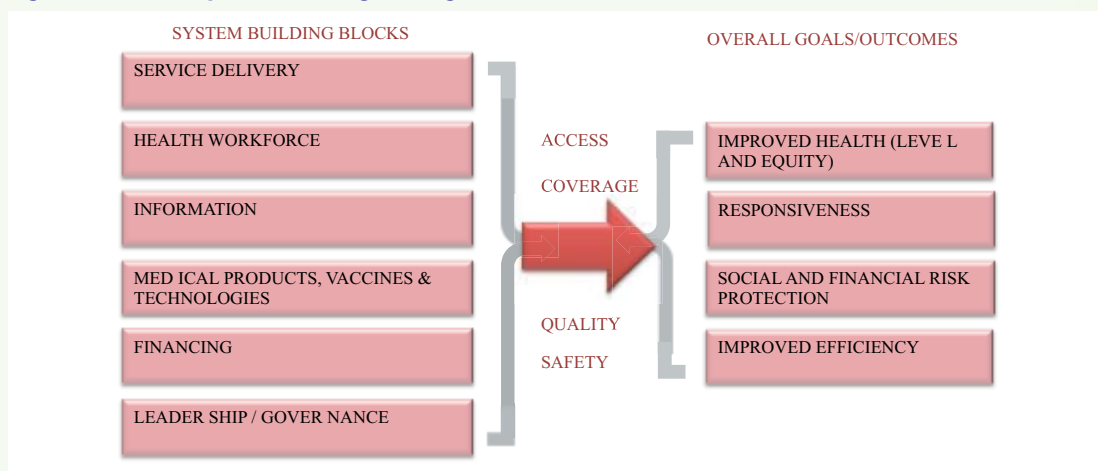 SYSTEM BUILDING BLOCKS
SERVICE DELIVERY
HEALTH WORKFORCE
INFORMATION
MED ICAL PRODUCTS, VACCINES &
TECHNOLOGIES
FINANCING
LEADER SHIP / GOVER NANCE
ACCESS
COVERAGE
QUALITY
SAFETY
OVERALL GOALS/OUTCOMES
IMPROVED HEALTH (LEVE L
AND EQUITY)
RESPONSIVENESS
SOCIAL AND FINANCIAL RISK
PROTECTION
IMPROVED EFFICIENCY